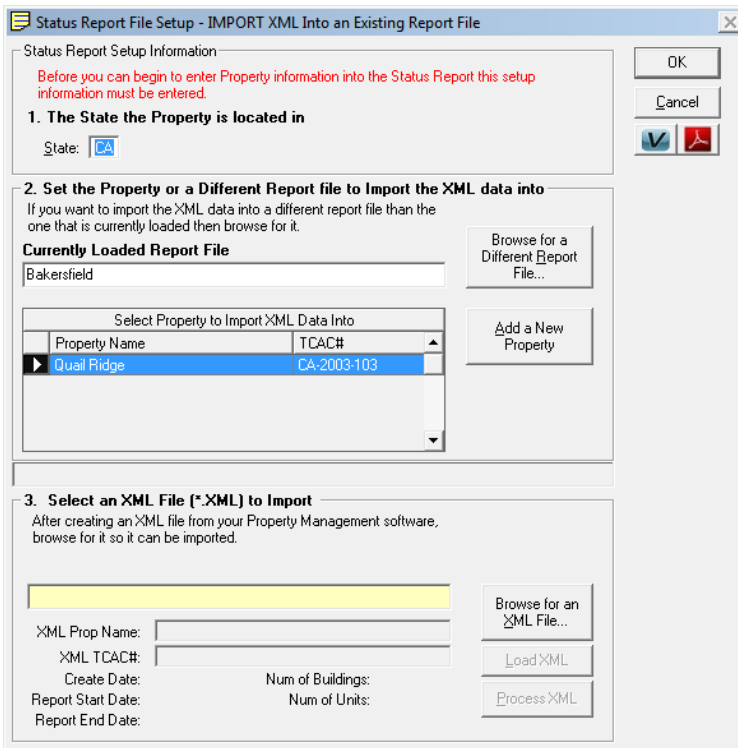 Status Report File Setup - IMPORT XML Into an Existing Report File
Status Report Setup Information
Before you can begin to enter Property information into the Status Report this setup
information must be entered.
1. The State the Property is located in
State: CA
OK
Cancel
V
2. Set the Property or a Different Report file to Import the XML data into
If you want to import the XML data into a different report file than the
one that is currently loaded then browse for it.
Currently Loaded Report File
Bakersfield
Browse for a
Different Report
File...
Select Property to Import XML Data Into
Property Name TCAC#
Quail Ridge CA-2003-103
Add a New
Property
3. Select an XML File (*.XML) to Import
After creating an XML file from your Property Management software,
browse for it so it can be imported.
Browse for an
XML File...
XML Prop Name:
XML TCAC#:
Load XML
Create Date: Num of Buildings:
Report Start Date: Num of Units:
Process XML
Report End Date: